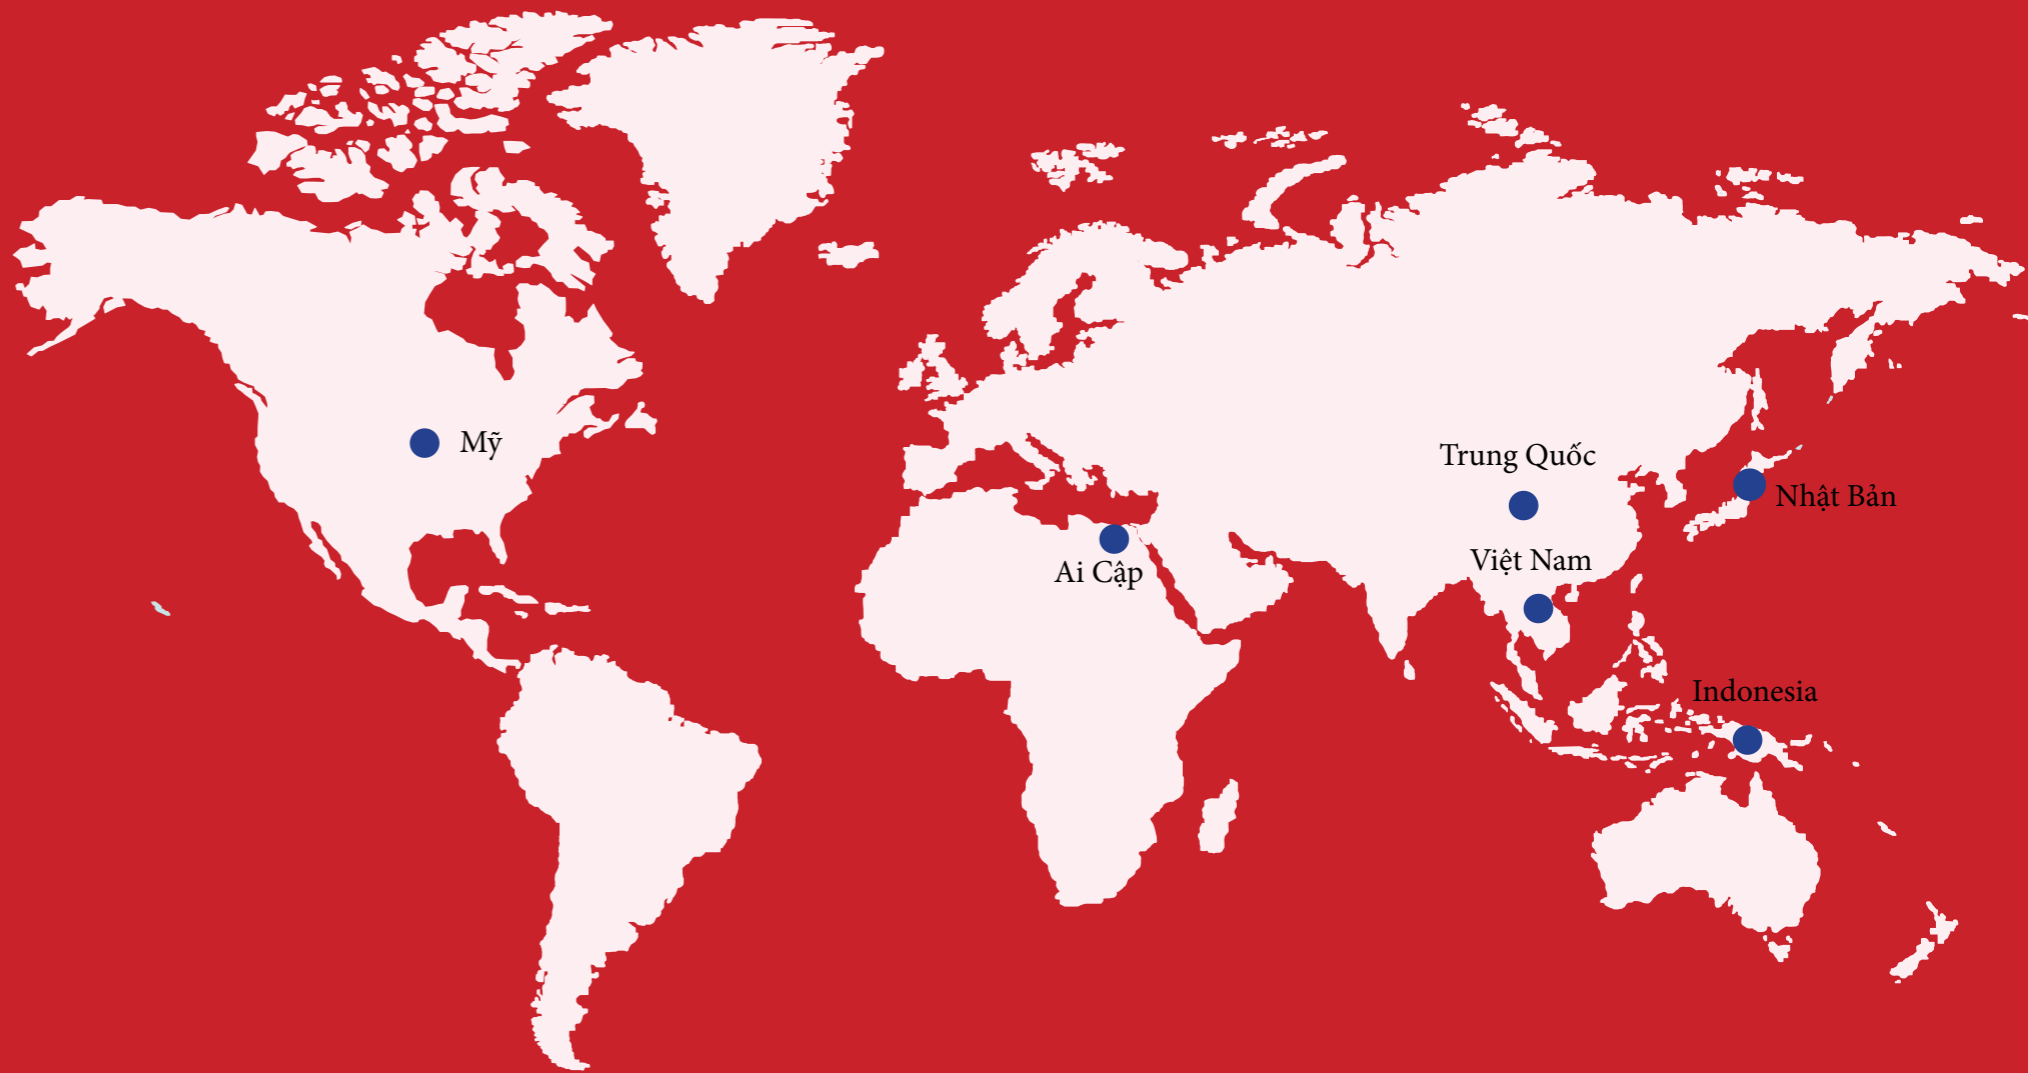 Mỹ
Trung Quốc
Nhật Bản
Việt Nam
Ai Cập
Indonesia